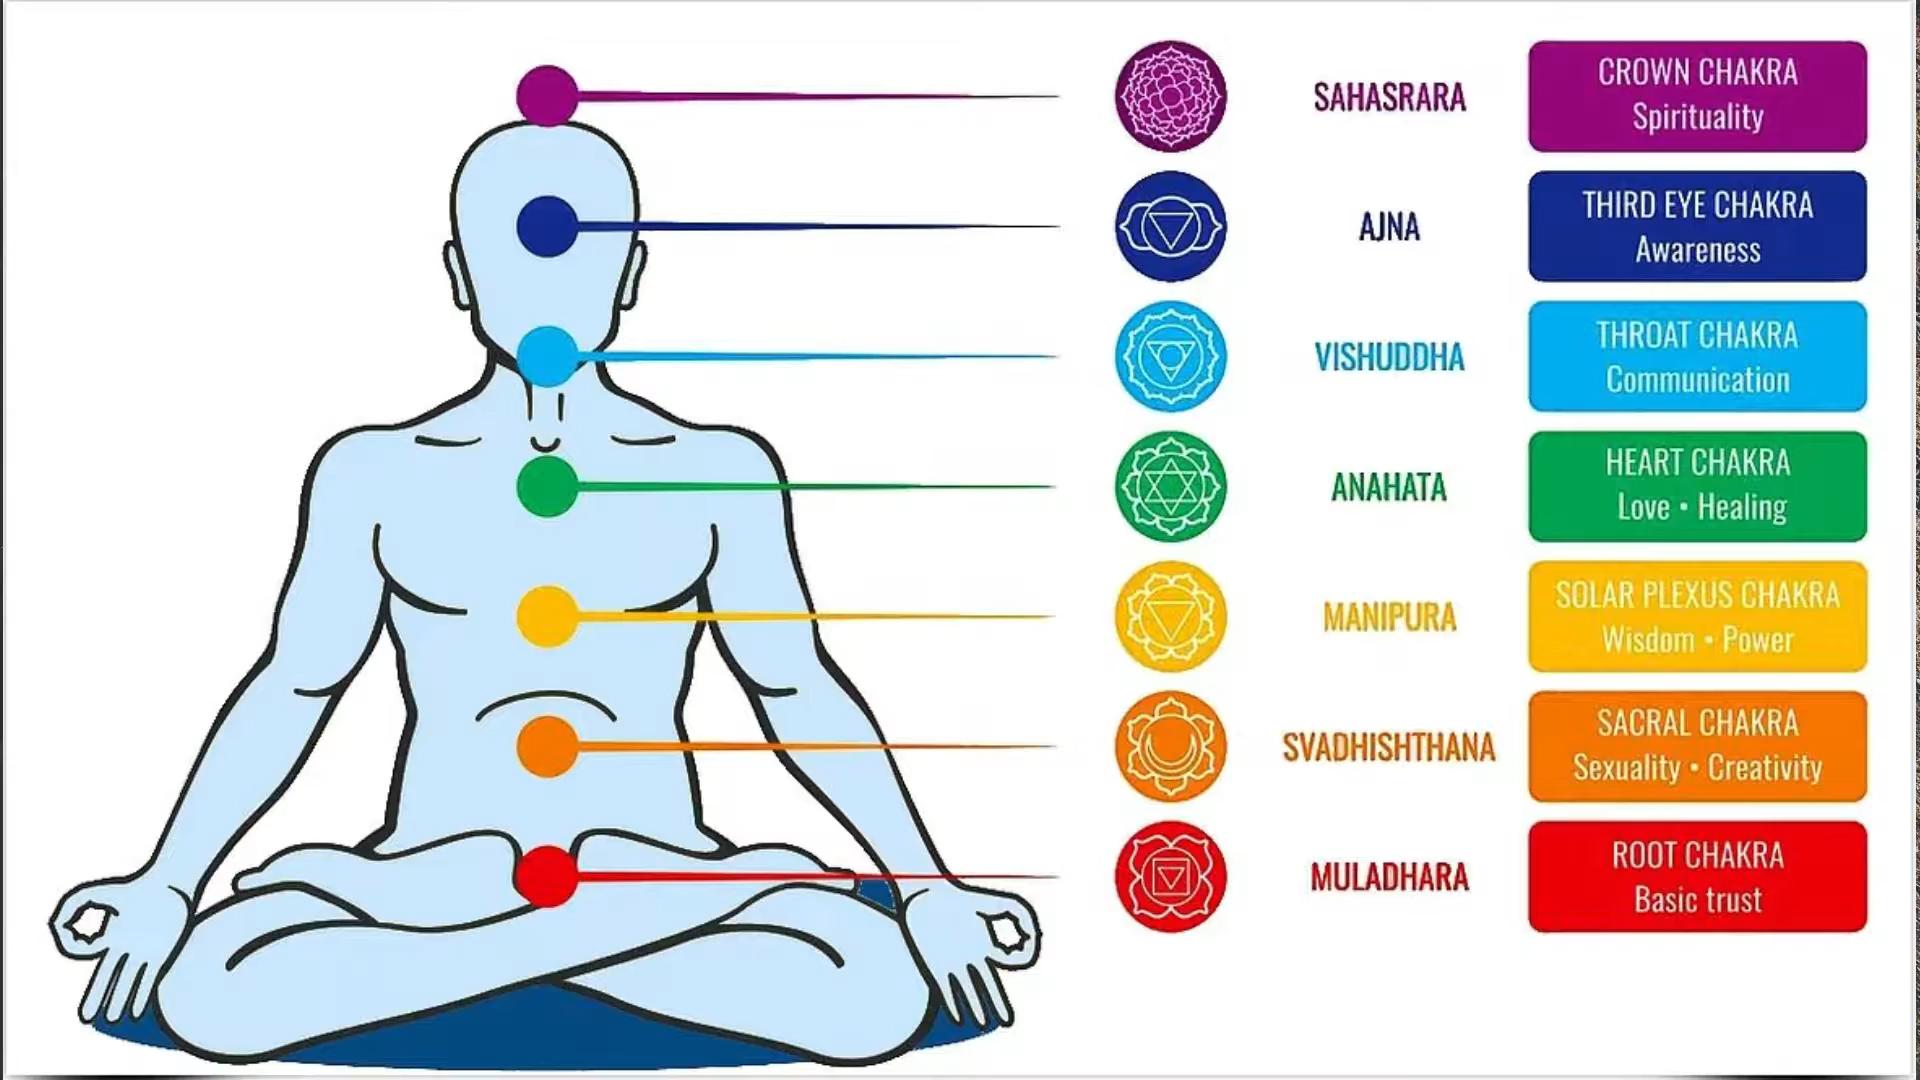 SAHASRARA
CROWN CHAKRA
Spirituality
AJNA
THIRD EYE CHAKRA
Awareness
VISHUDDHA
THROAT CHAKRA
Communication
ANAHATA
HEART CHAKRA
Love • Healing
MANIPURA
SOLAR PLEXUS CHAKRA
Wisdom • Power
SVADHISHTHANA
SACRAL CHAKRA
Sexuality • Creativity
MULADHARA
ROOT CHAKRA
Basic trust